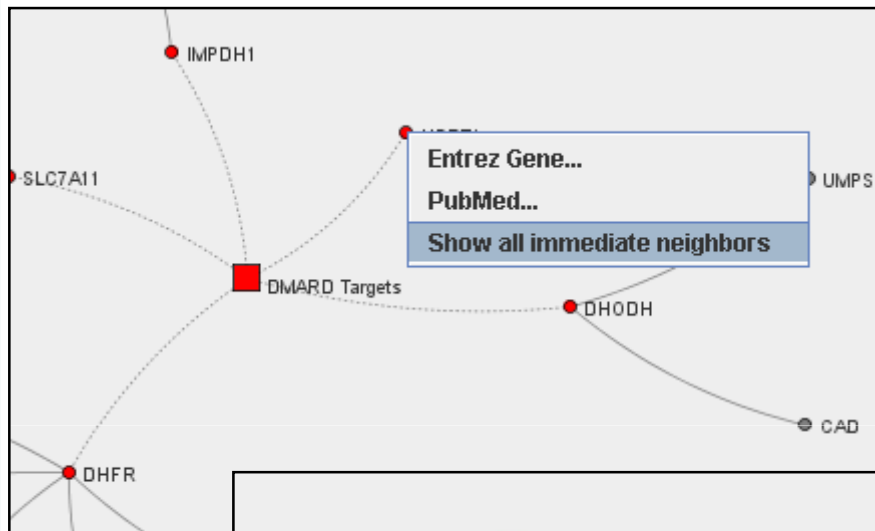 IMPDH1
SLC7A11
Entrez Gene...
PubMed...
Show all immediate neighbors
UMPS
DMARD Targets
DHODH
CAD
DHFR